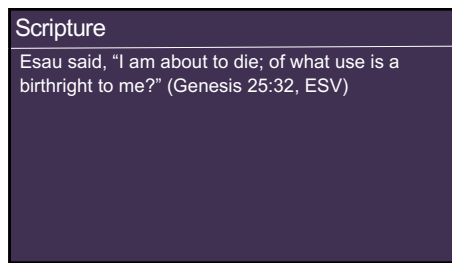 Scripture
Esau said, “I am about to die; of what use is a
birthright to me?” (Genesis 25:32, ESV)